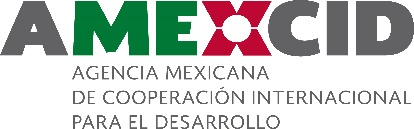 AMEXCID
AGENCIA MEXICANA
DE COOPERACIÓN INTERNACIONAL
PARA EL DESARROLLO